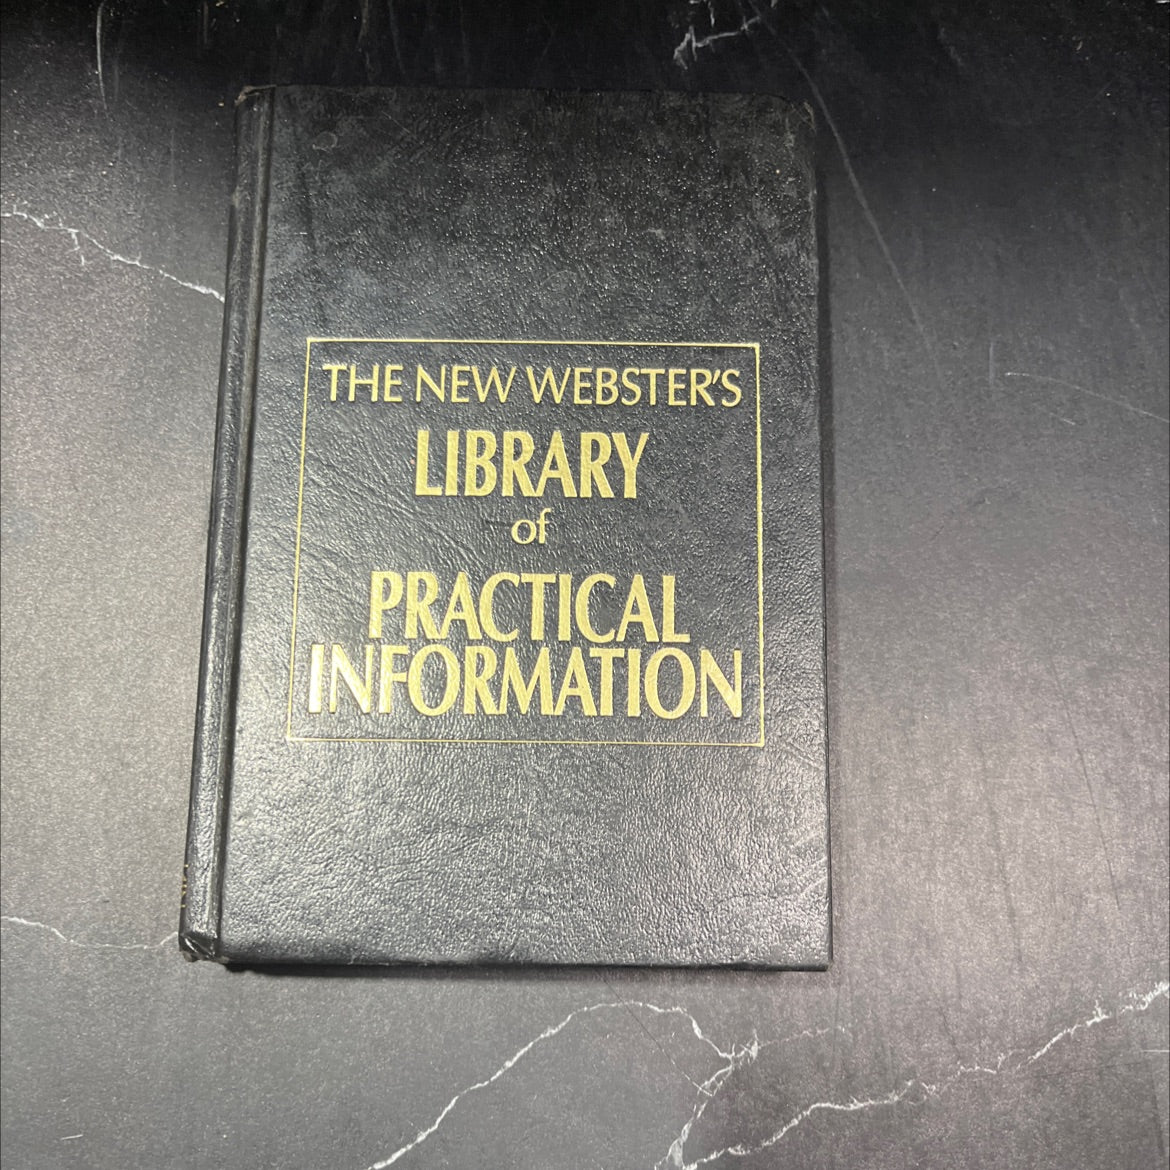 THE NEW WEBSTER'S
LIBRARY
of
PRACTICAL
INFORMATION